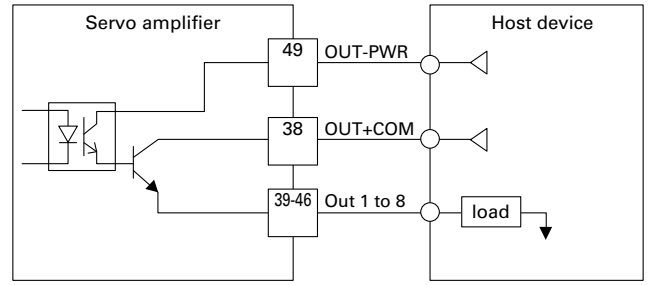 Servo amplifier
Host device
49 OUT-PWR
38 OUT+COM
39-46 Out 1 to 8
load